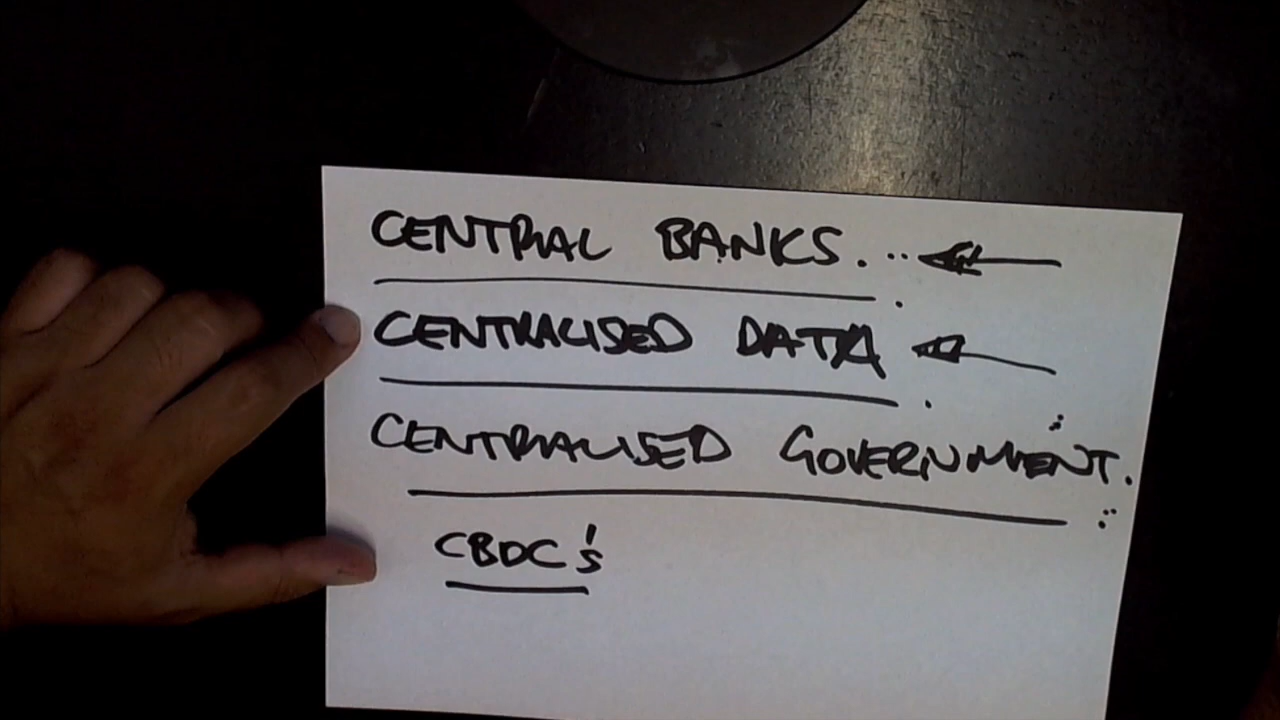 CENTRAL BANKS...
CENTRALISED DATA
CENTRALISED GOVERNMENT.
CBDC's